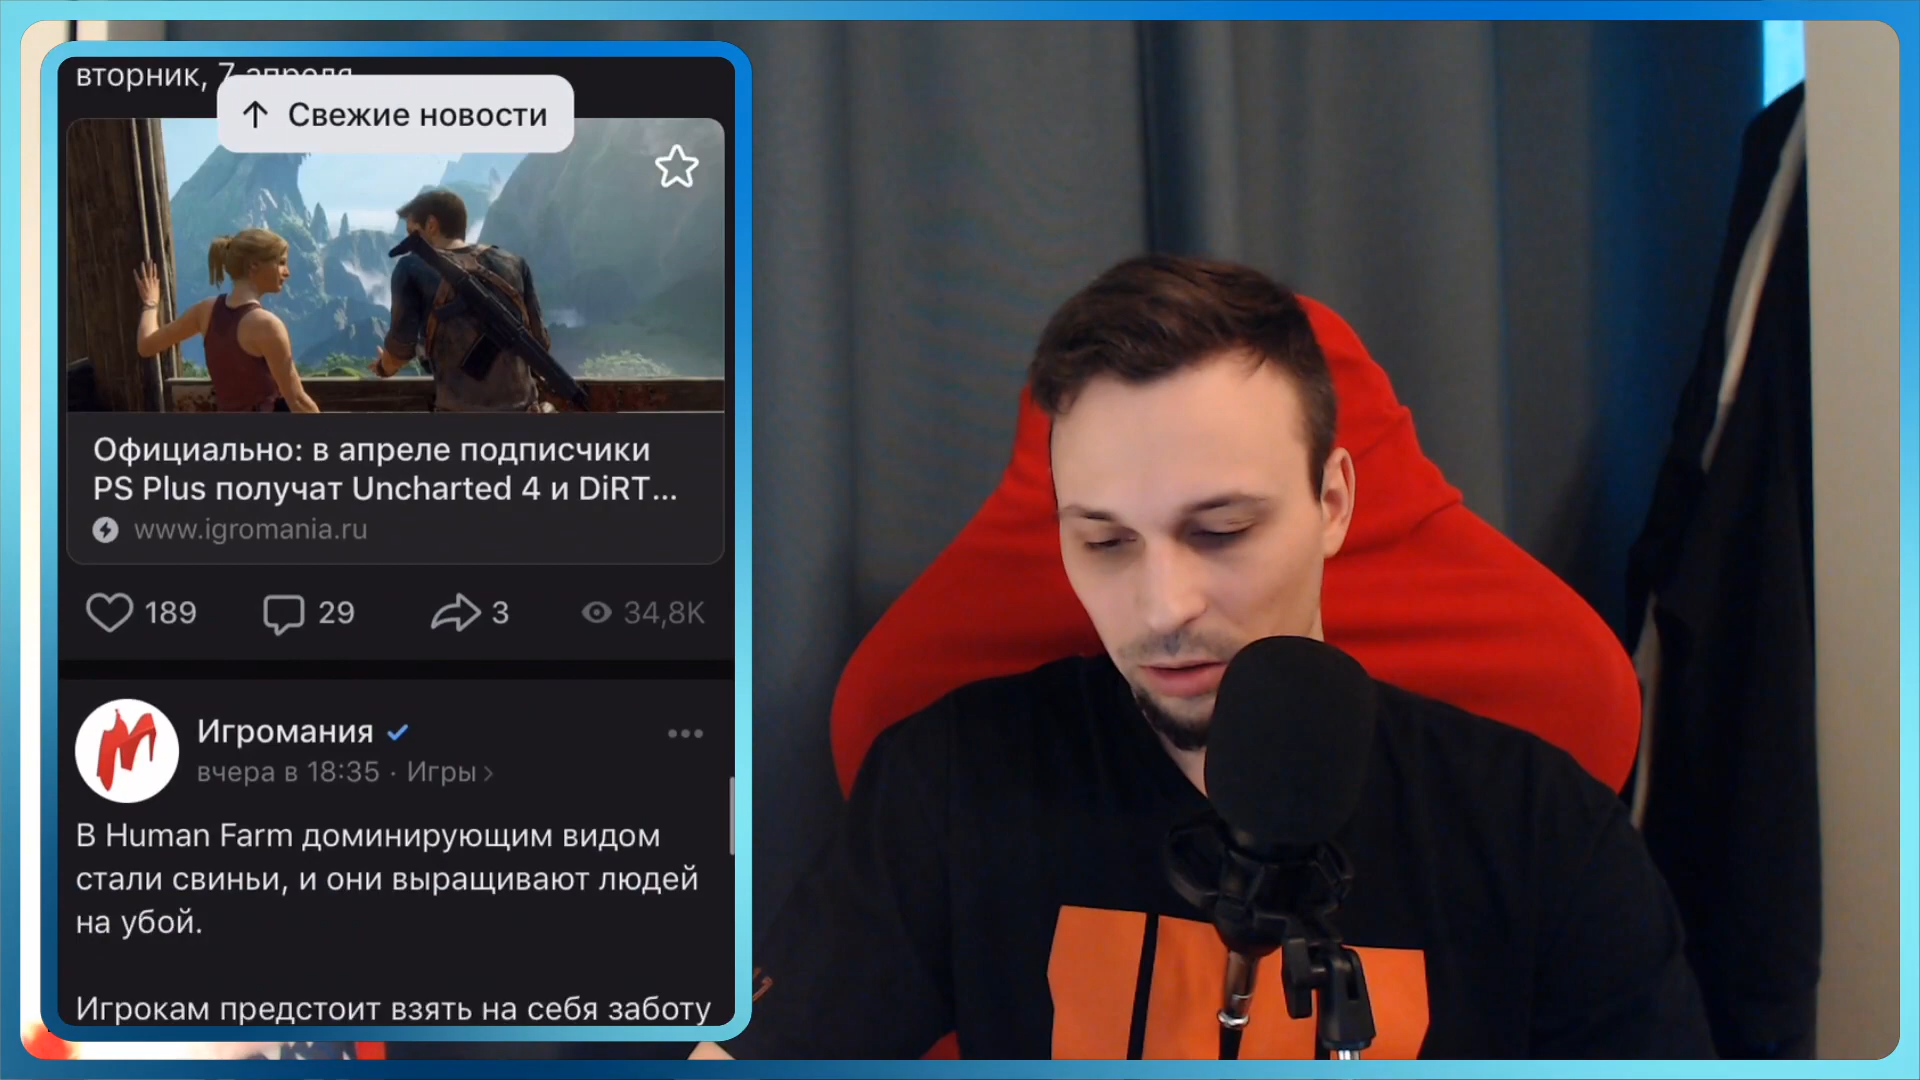 вторник, 7 апреля
Свежие новости
Официально: в апреле подписчики
PS Plus получат Uncharted 4 и DiRT...
www.igromania.ru
189
29
3
34,8K
Игромания
вчера в 18:35 · Игры
В Human Farm доминирующим видом
стали свиньи, и они выращивают людей
на убой.
Игрокам предстоит взять на себя заботу